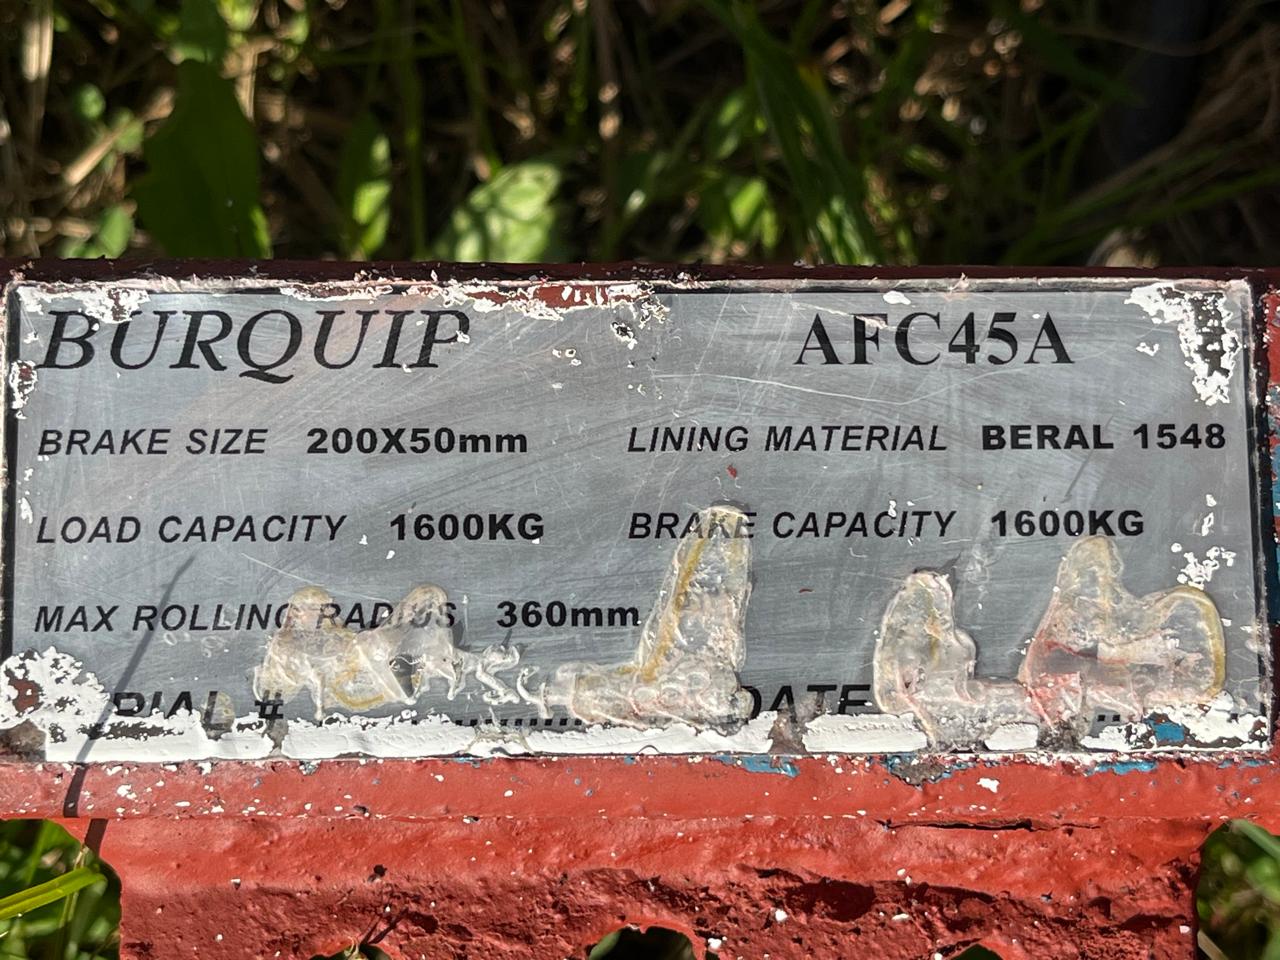 BURQUIP AFC45A
BRAKE SIZE 200X50mm LINING MATERIAL BERAL 1548
LOAD CAPACITY 1600KG BRAKE CAPACITY 1600KG
MAX ROLLING RADIUS 360mm
# DATE